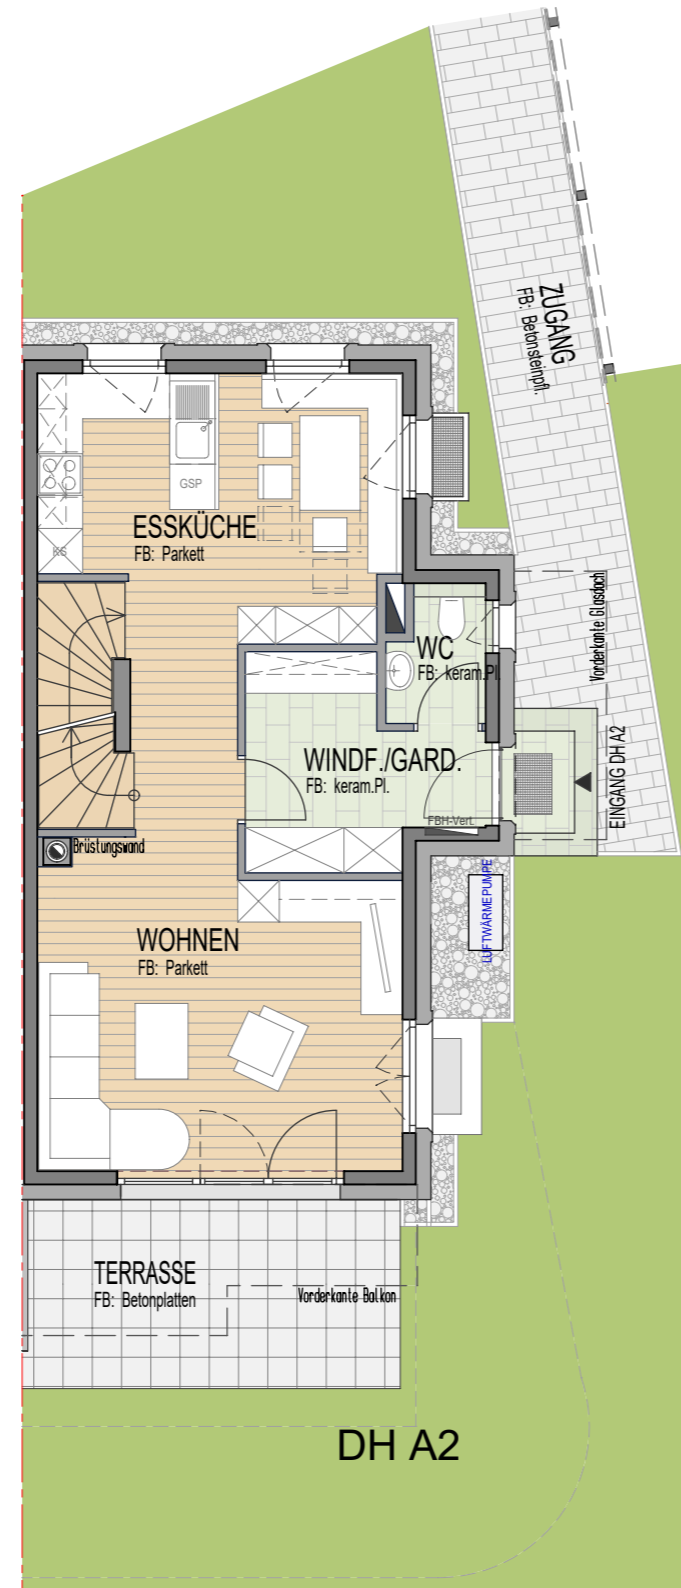 ZUGANG
FB: Betonsteinpfl.
GSP
ESSKÜCHE
FB: Parkett
KS
Vorderkante Glasdach
WC
FB: keram.Pl.
WINDF./GARD.
FB: keram.Pl.
EINGANG DH A2
FBH-Vert.
Brüstungswand
LUFTWÄRMEPUMPE
WOHNEN
FB: Parkett
TERRASSE
FB: Betonplatten
Vorderkante Balkon
DH A2